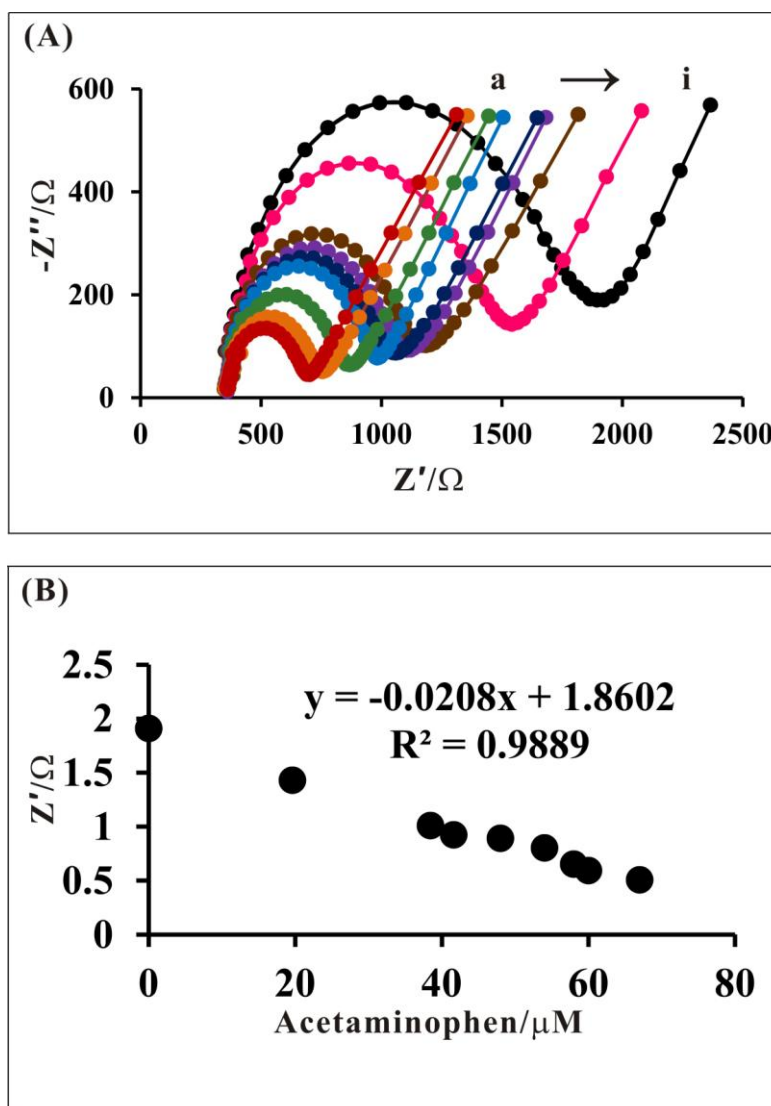 (A)
a → i
600
400
200
0
-Z''/Ω
0 500 1000 1500 2000 2500
Z'/Ω
(B)
2.5
2
1.5
1
0.5
0
Z'/Ω
y = -0.0208x + 1.8602
R² = 0.9889
0 20 40 60 80
Acetaminophen/μM